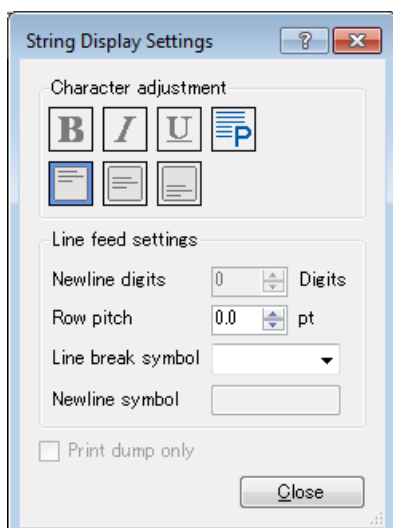 String Display Settings ?
Character adjustment
B I U P
Line feed settings
Newline digits 0 Digits
Row pitch 0.0 pt
Line break symbol
Newline symbol
Print dump only
Close